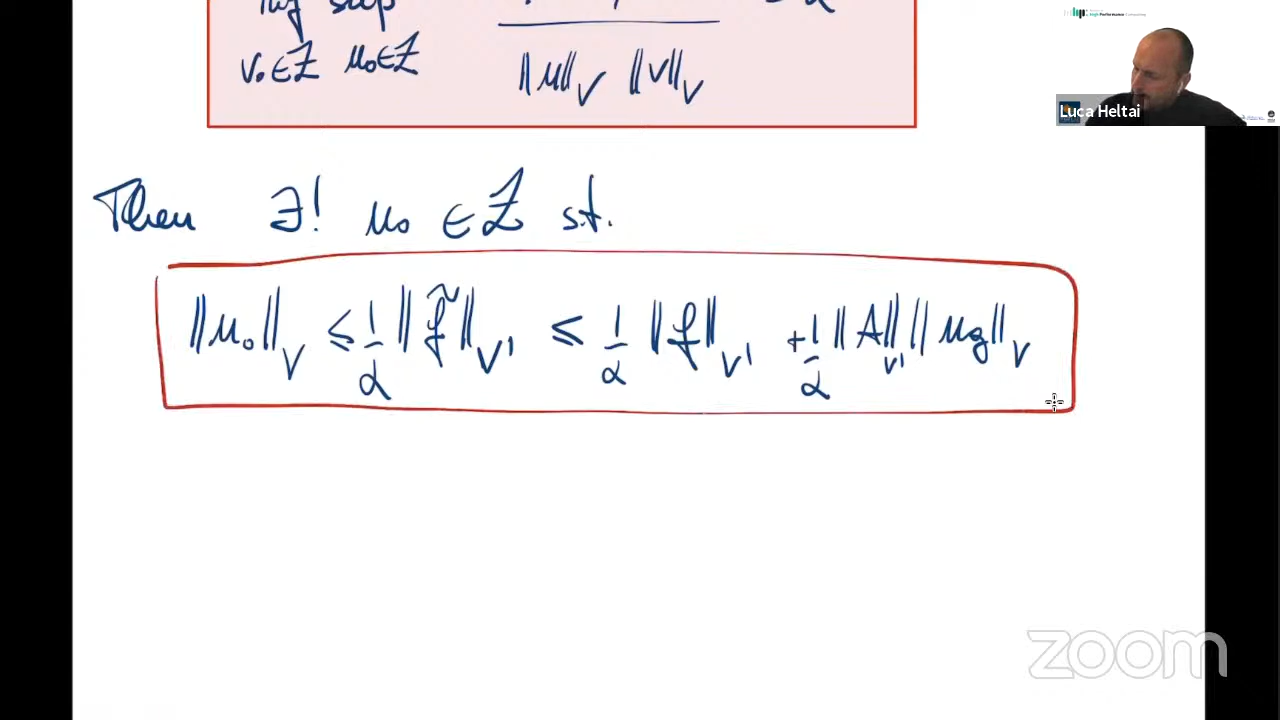 inf sup
v₀∈Z u₀∈Z
‖u‖_V ‖v‖_V
Then ∃! u₀ ∈ Z s.t.
‖u₀‖_V ≤ 1/α ‖f̃‖_V' ≤ 1/α ‖f‖_V' + 1/α ‖A‖_V' ‖u_g‖_V
Luca Heltai
zoom